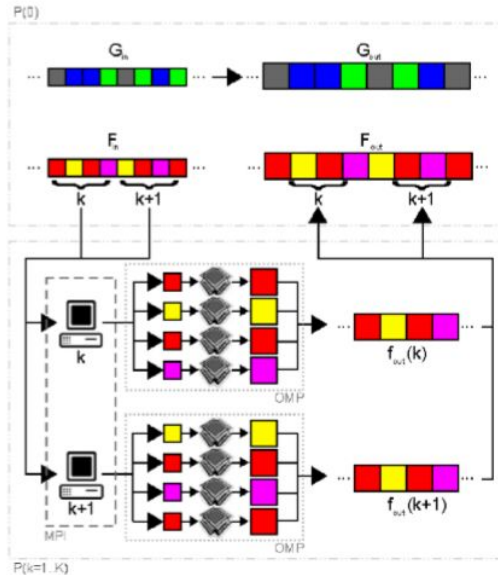 P(0)
G_in
G_out
... ... ... ...
F_in
F_out
... ... ... ...
k k+1 k k+1
k
OMP
... ...
f_out(k)
k+1
MPI
OMP
... ...
f_out(k+1)
P(k=1..K)